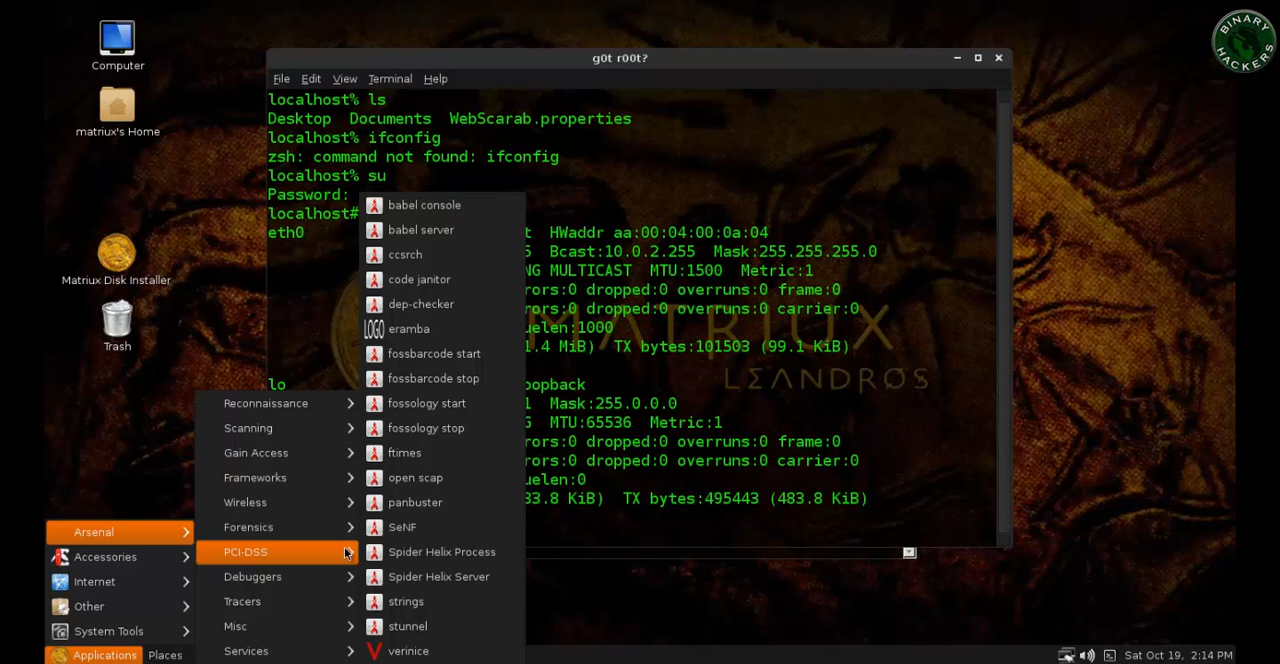 BINARY
HACKERS
Computer
matriux's Home
Matriux Disk Installer
Trash
g0t r00t?
File Edit View Terminal Help
localhost% ls
Desktop Documents WebScarab.properties
localhost% ifconfig
zsh: command not found: ifconfig
localhost% su
Password:
localhost#
eth0 t HWaddr aa:00:04:00:0a:04
5 Bcast:10.0.2.255 Mask:255.255.255.0
NG MULTICAST MTU:1500 Metric:1
rors:0 dropped:0 overruns:0 frame:0
rors:0 dropped:0 overruns:0 carrier:0
uelen:1000
1.4 MiB) TX bytes:101503 (99.1 KiB)
lo oopback
1 Mask:255.0.0.0
G MTU:65536 Metric:1
rors:0 dropped:0 overruns:0 frame:0
rors:0 dropped:0 overruns:0 carrier:0
uelen:0
83.8 KiB) TX bytes:495443 (483.8 KiB)
MATRIUX
LEANDROS
babel console
babel server
ccsrch
code janitor
dep-checker
LOGO eramba
fossbarcode start
fossbarcode stop
fossology start
fossology stop
ftimes
open scap
panbuster
SeNF
Spider Helix Process
Spider Helix Server
strings
stunnel
verinice
Reconnaissance
Scanning
Gain Access
Frameworks
Wireless
Forensics
PCI-DSS
Debuggers
Tracers
Misc
Services
Arsenal
Accessories
Internet
Other
System Tools
Applications Places
Sat Oct 19, 2:14 PM